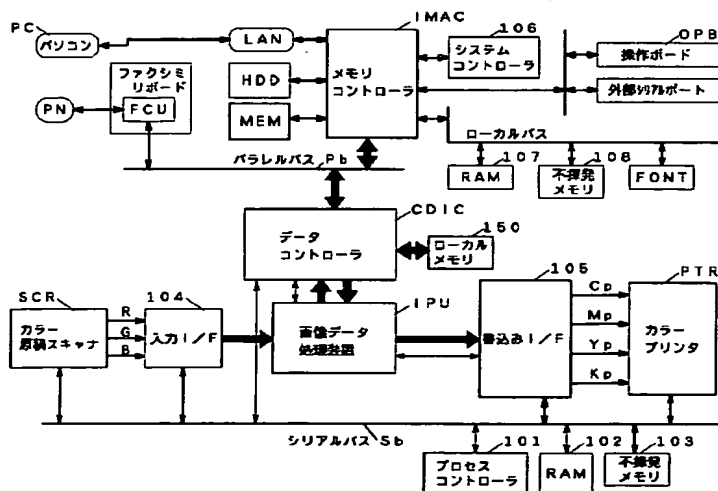 PC
パソコン
LAN
IMAC
メモリ
コントローラ
106
システム
コントローラ
OPB
操作ボード
外部シリアルポート
ファクシミ
リボード
FCU
PN
HDD
MEM
ローカルバス
パラレルバス Pb
107
RAM
108
不揮発
メモリ
FONT
CDIC
データ
コントローラ
150
ローカル
メモリ
SCR
カラー
原稿スキャナ
R
G
B
104
入力I/F
IPU
画像データ
処理装置
105
書込みI/F
Cp
Mp
Yp
Kp
PTR
カラー
プリンタ
シリアルバス Sb
101
プロセス
コントローラ
102
RAM
103
不揮発
メモリ